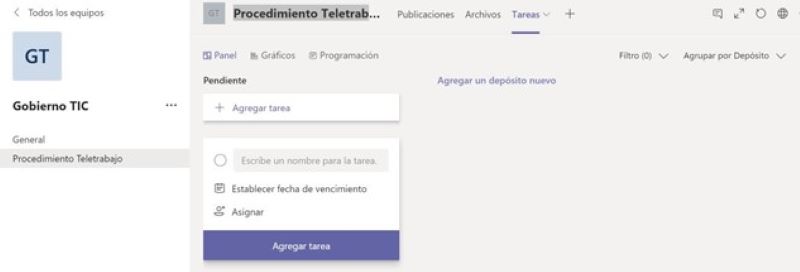 Todos los equipos
GT
Gobierno TIC
General
Procedimiento Teletrabajo
GT Procedimiento Teletrab... Publicaciones Archivos Tareas
Panel Gráficos Programación Filtro (0) Agrupar por Depósito
Pendiente Agregar un depósito nuevo
Agregar tarea
Escribe un nombre para la tarea.
Establecer fecha de vencimiento
Asignar
Agregar tarea